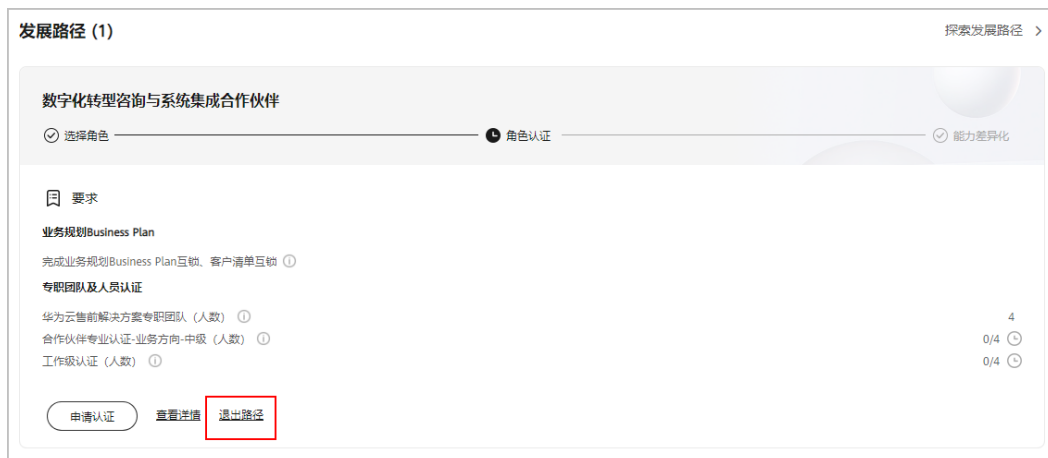 发展路径 (1)
探索发展路径
数字化转型咨询与系统集成合作伙伴
选择角色
角色认证
能力差异化
要求
业务规划Business Plan
完成业务规划Business Plan互锁、客户清单互锁
专职团队及人员认证
华为云售前解决方案专职团队（人数） 4
合作伙伴专业认证-业务方向-中级（人数） 0/4
工作级认证（人数） 0/4
申请认证 查看详情 退出路径